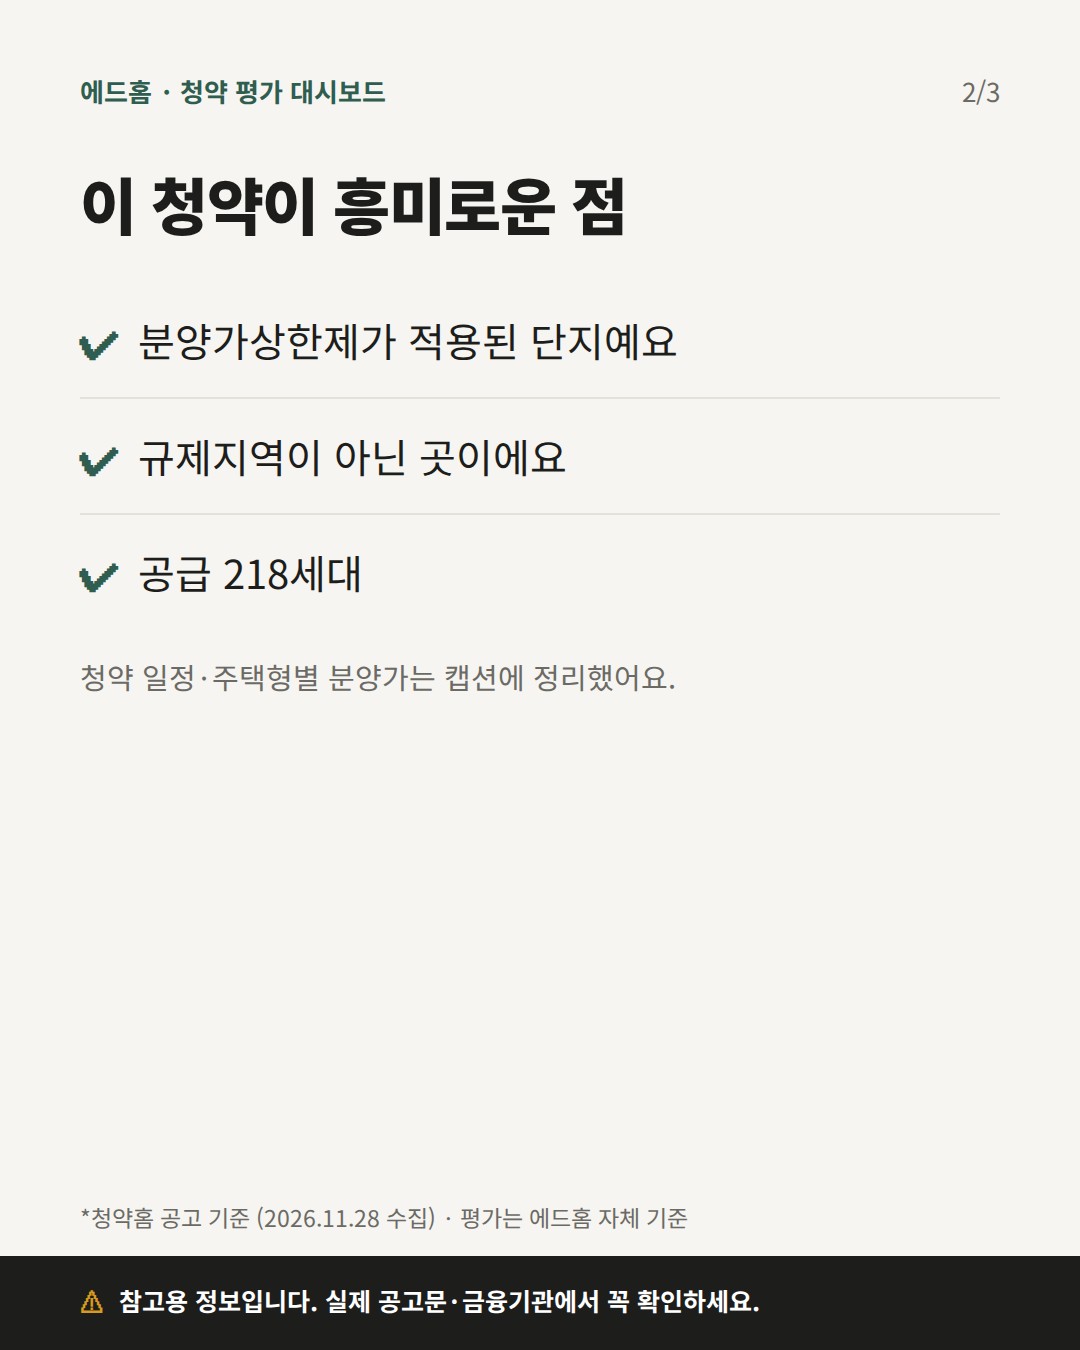 에드홈 · 청약 평가 대시보드
2/3
이 청약이 흥미로운 점
✔ 분양가상한제가 적용된 단지예요
✔ 규제지역이 아닌 곳이에요
✔ 공급 218세대
청약 일정·주택형별 분양가는 캡션에 정리했어요.
*청약홈 공고 기준 (2026.11.28 수집) · 평가는 에드홈 자체 기준
⚠ 참고용 정보입니다. 실제 공고문·금융기관에서 꼭 확인하세요.